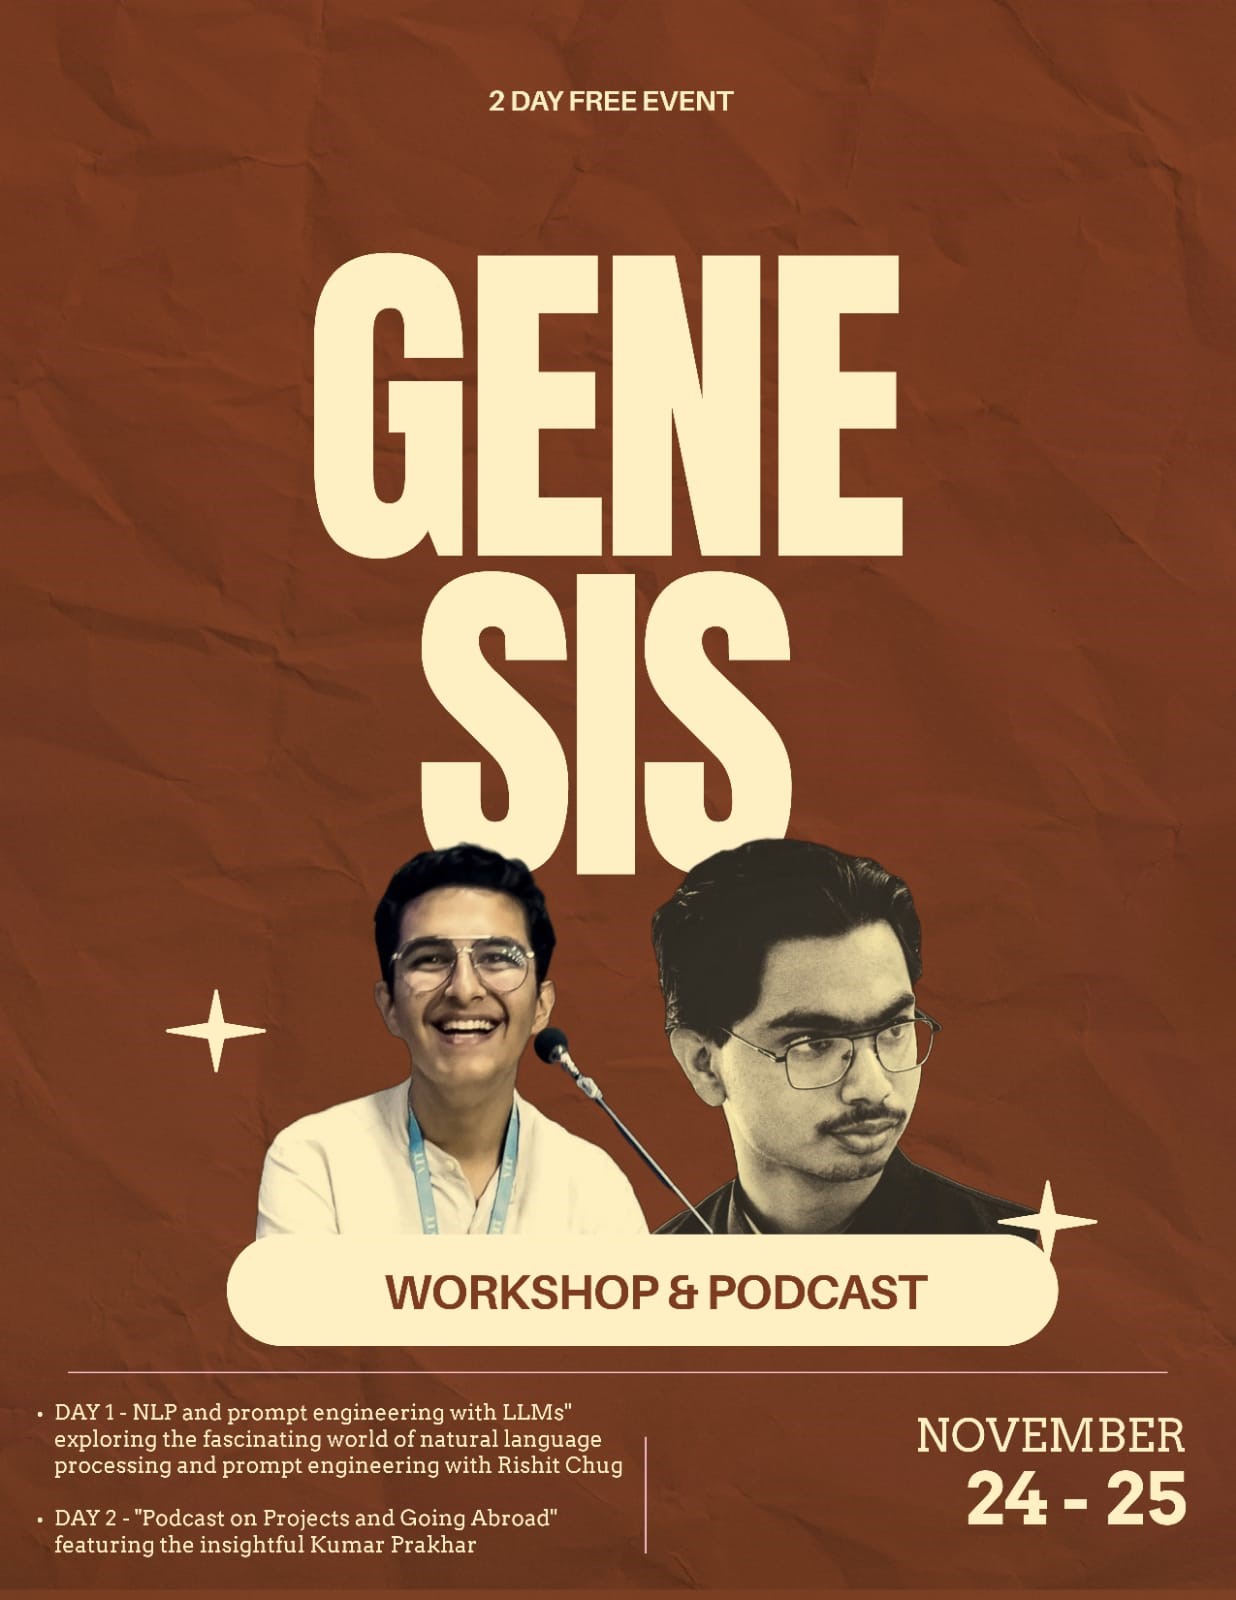 2 DAY FREE EVENT
GENE
SIS
WORKSHOP & PODCAST
• DAY 1 - NLP and prompt engineering with LLMs"
exploring the fascinating world of natural language
processing and prompt engineering with Rishit Chug
• DAY 2 - "Podcast on Projects and Going Abroad"
featuring the insightful Kumar Prakhar
NOVEMBER
24 - 25